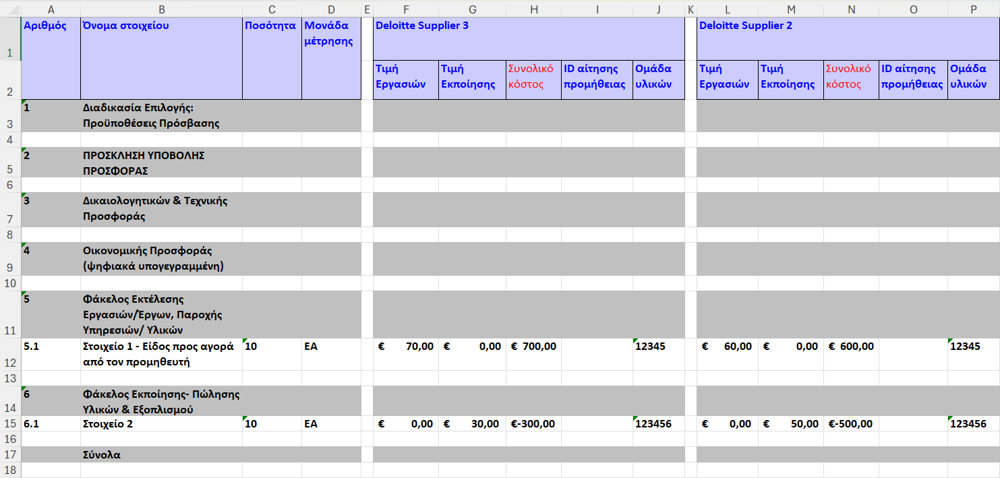 A B C D E F G H I J K L M N O P
1 Αριθμός Όνομα στοιχείου Ποσότητα Μονάδα Deloitte Supplier 3 Deloitte Supplier 2
μέτρησης
2 Τιμή Τιμή Συνολικό ID αίτησης Ομάδα Τιμή Τιμή Συνολικό ID αίτησης Ομάδα
Εργασιών Εκποίησης κόστος προμήθειας υλικών Εργασιών Εκποίησης κόστος προμήθειας υλικών
3 1 Διαδικασία Επιλογής:
Προϋποθέσεις Πρόσβασης
4
5 2 ΠΡΟΣΚΛΗΣΗ ΥΠΟΒΟΛΗΣ
ΠΡΟΣΦΟΡΑΣ
6
7 3 Δικαιολογητικών & Τεχνικής
Προσφοράς
8
9 4 Οικονομικής Προσφοράς
(ψηφιακά υπογεγραμμένη)
10
11 5 Φάκελος Εκτέλεσης
Εργασιών/Έργων, Παροχής
Υπηρεσιών/ Υλικών
12 5.1 Στοιχείο 1 - Είδος προς αγορά 10 EA € 70,00 € 0,00 € 700,00 12345 € 60,00 € 0,00 € 600,00 12345
από τον προμηθευτή
13
14 6 Φάκελος Εκποίησης- Πώλησης
Υλικών & Εξοπλισμού
15 6.1 Στοιχείο 2 10 EA € 0,00 € 30,00 €-300,00 123456 € 0,00 € 50,00 €-500,00 123456
16
17 Σύνολα
18